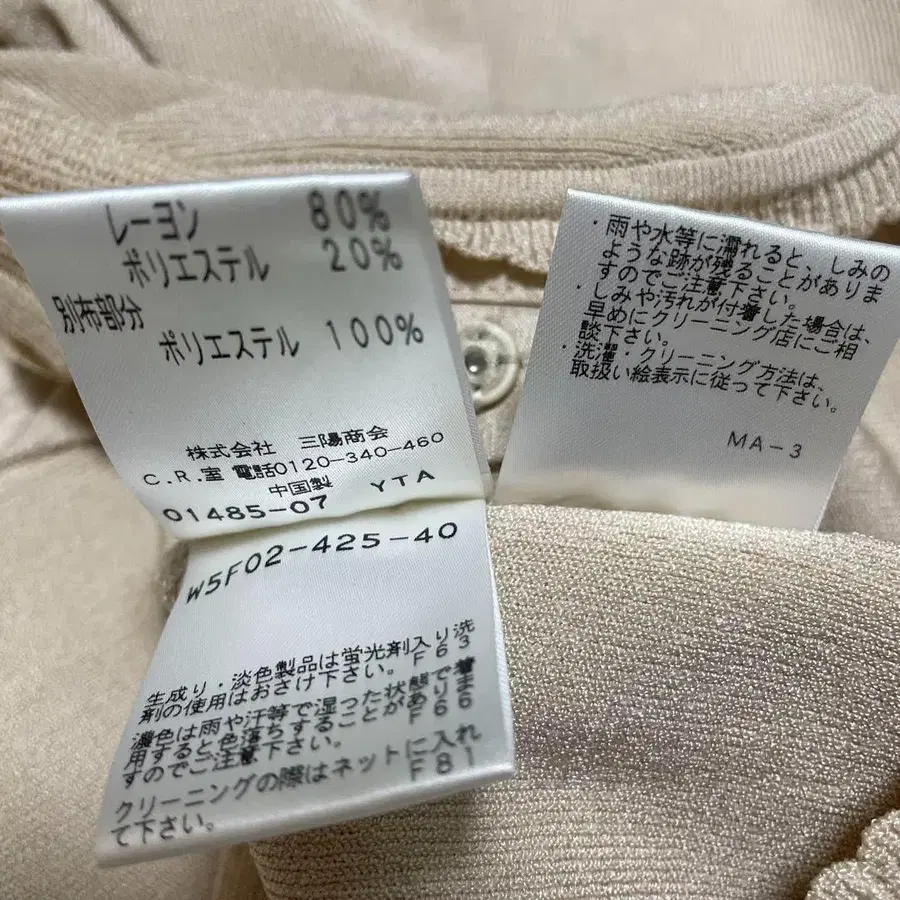 レーヨン 80%
ポリエステル 20%
別布部分
ポリエステル 100%
株式会社 三陽商会
C.R.室 電話0120-340-460
中国製 YTA
01485-07
W5F02-425-40
生成り・淡色製品は蛍光剤入り洗
剤の使用はおさけ下さい。F63
濃色は雨や汗等で湿った状態で着
用すると色落ちすることがありま
すのでご注意下さい。F66
クリーニングの際はネットに入れ
て下さい。F81
・雨や水等に濡れると、しみの
ような跡が残ることがありま
すのでご注意下さい。
・しみや汚れが付着した場合は、
早めにクリーニング店にご相
談下さい。
・洗濯・クリーニング方法は、
取扱い絵表示に従って下さい。
MA-3